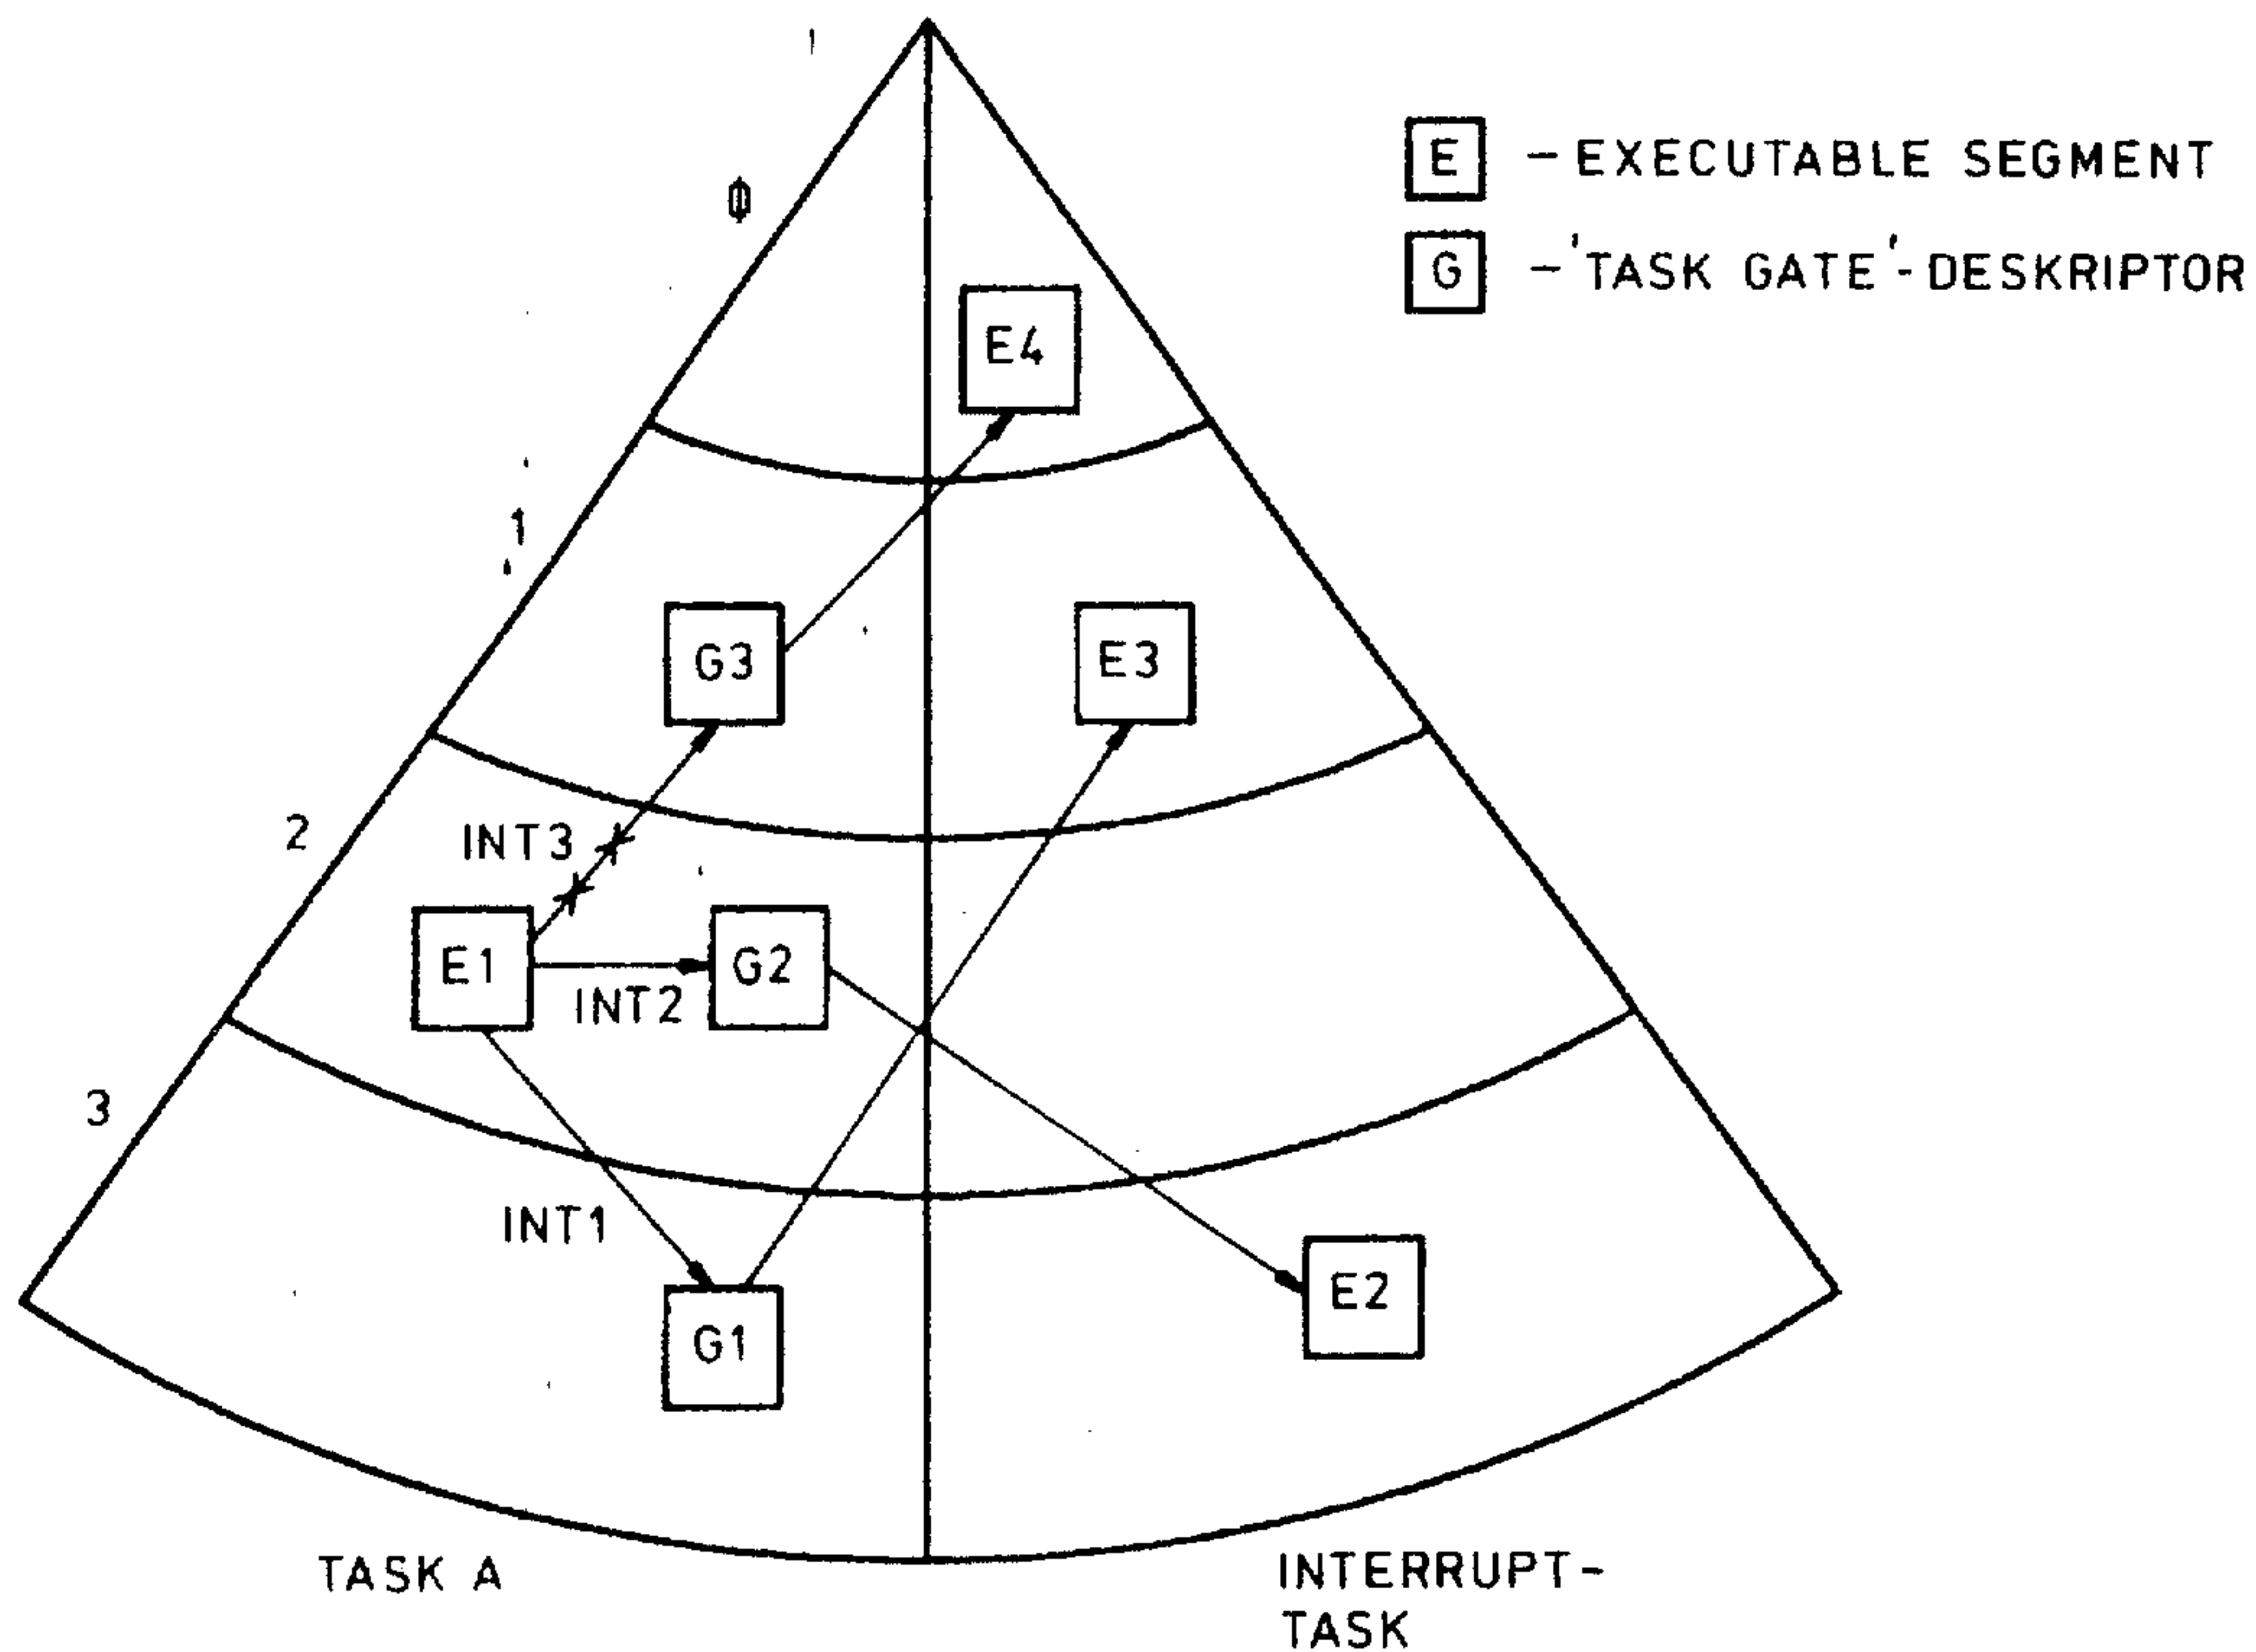 0
E - EXECUTABLE SEGMENT
G - 'TASK GATE'-DESKRIPTOR
E4
1
G3
E3
2
INT3
E1
G2
INT2
3
INT1
E2
G1
TASK A
INTERRUPT-
TASK